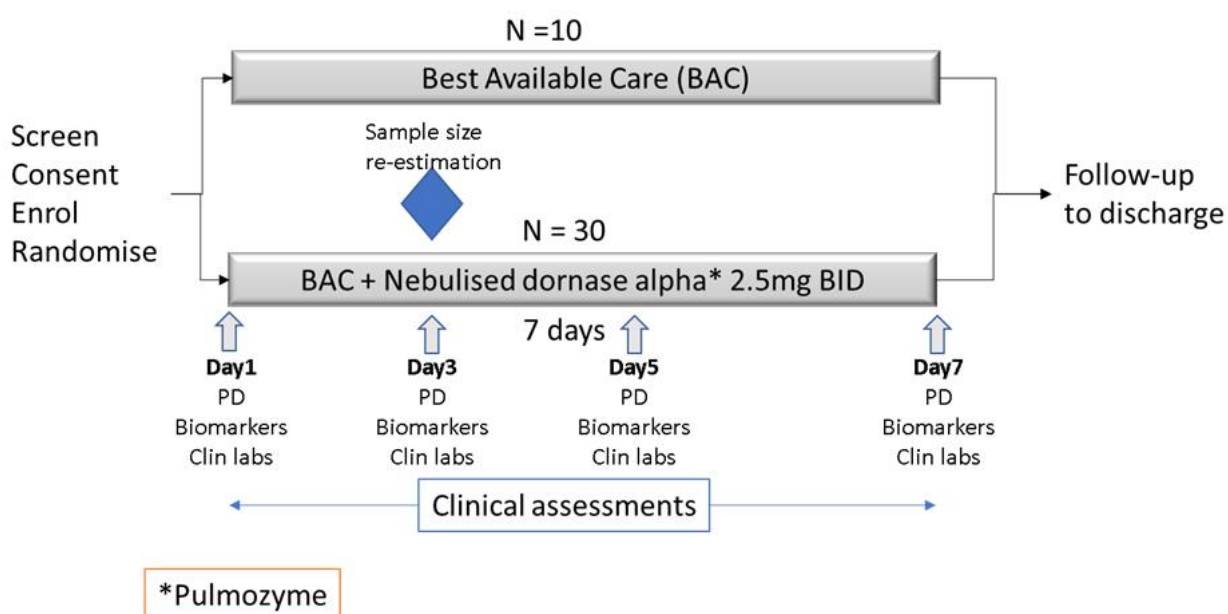 N =10
Best Available Care (BAC)
Screen
Consent
Enrol
Randomise
Sample size
re-estimation
N = 30
BAC + Nebulised dornase alpha* 2.5mg BID
Follow-up
to discharge
7 days
Day1
PD
Biomarkers
Clin labs
Day3
PD
Biomarkers
Clin labs
Day5
PD
Biomarkers
Clin labs
Day7
PD
Biomarkers
Clin labs
Clinical assessments
*Pulmozyme